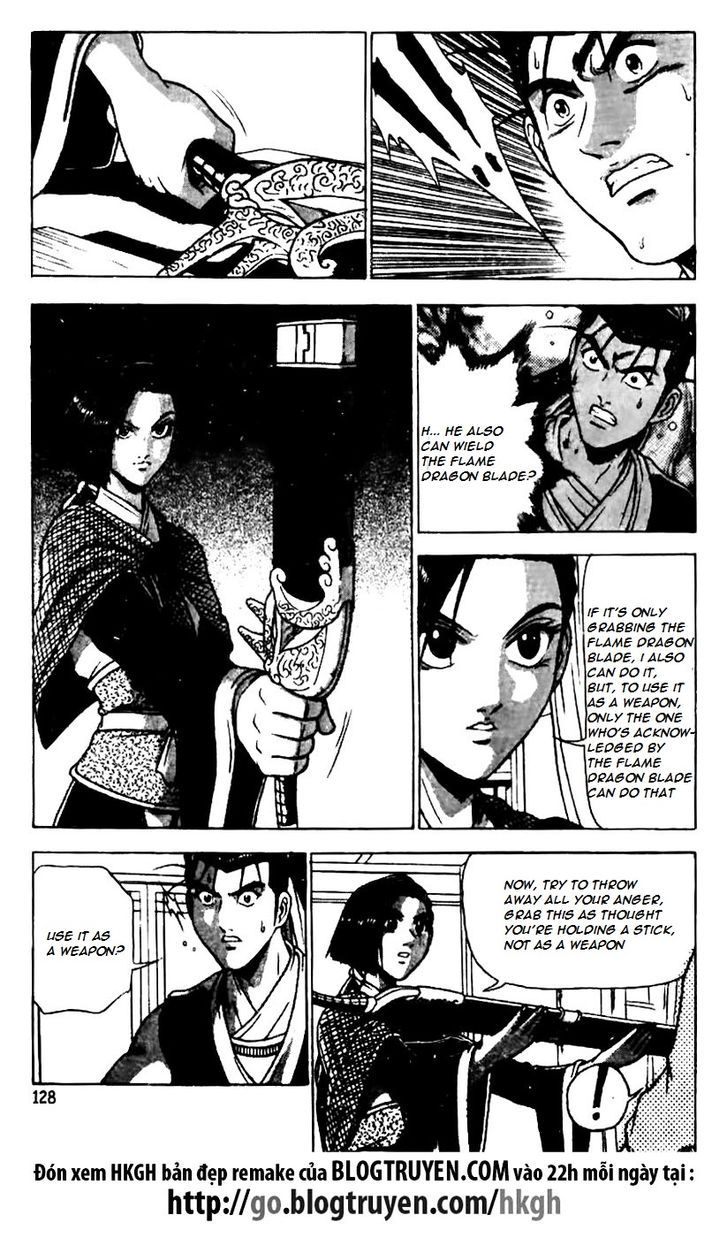 H... HE ALSO
CAN WIELD
THE FLAME
DRAGON BLADE?
IF IT'S ONLY
GRABBING THE
FLAME DRAGON
BLADE, I ALSO
CAN DO IT,
BUT, TO USE IT
AS A WEAPON,
ONLY THE ONE
WHO'S ACKNOW-
LEDGED BY
THE FLAME
DRAGON BLADE
CAN DO THAT
USE IT AS
A WEAPON?
NOW, TRY TO THROW
AWAY ALL YOUR ANGER,
GRAB THIS AS THOUGHT
YOU'RE HOLDING A STICK,
NOT AS A WEAPON
!
128
Đón xem HKGH bản đẹp remake của BLOGTRUYEN.COM vào 22h mỗi ngày tại :
http://go.blogtruyen.com/hkgh